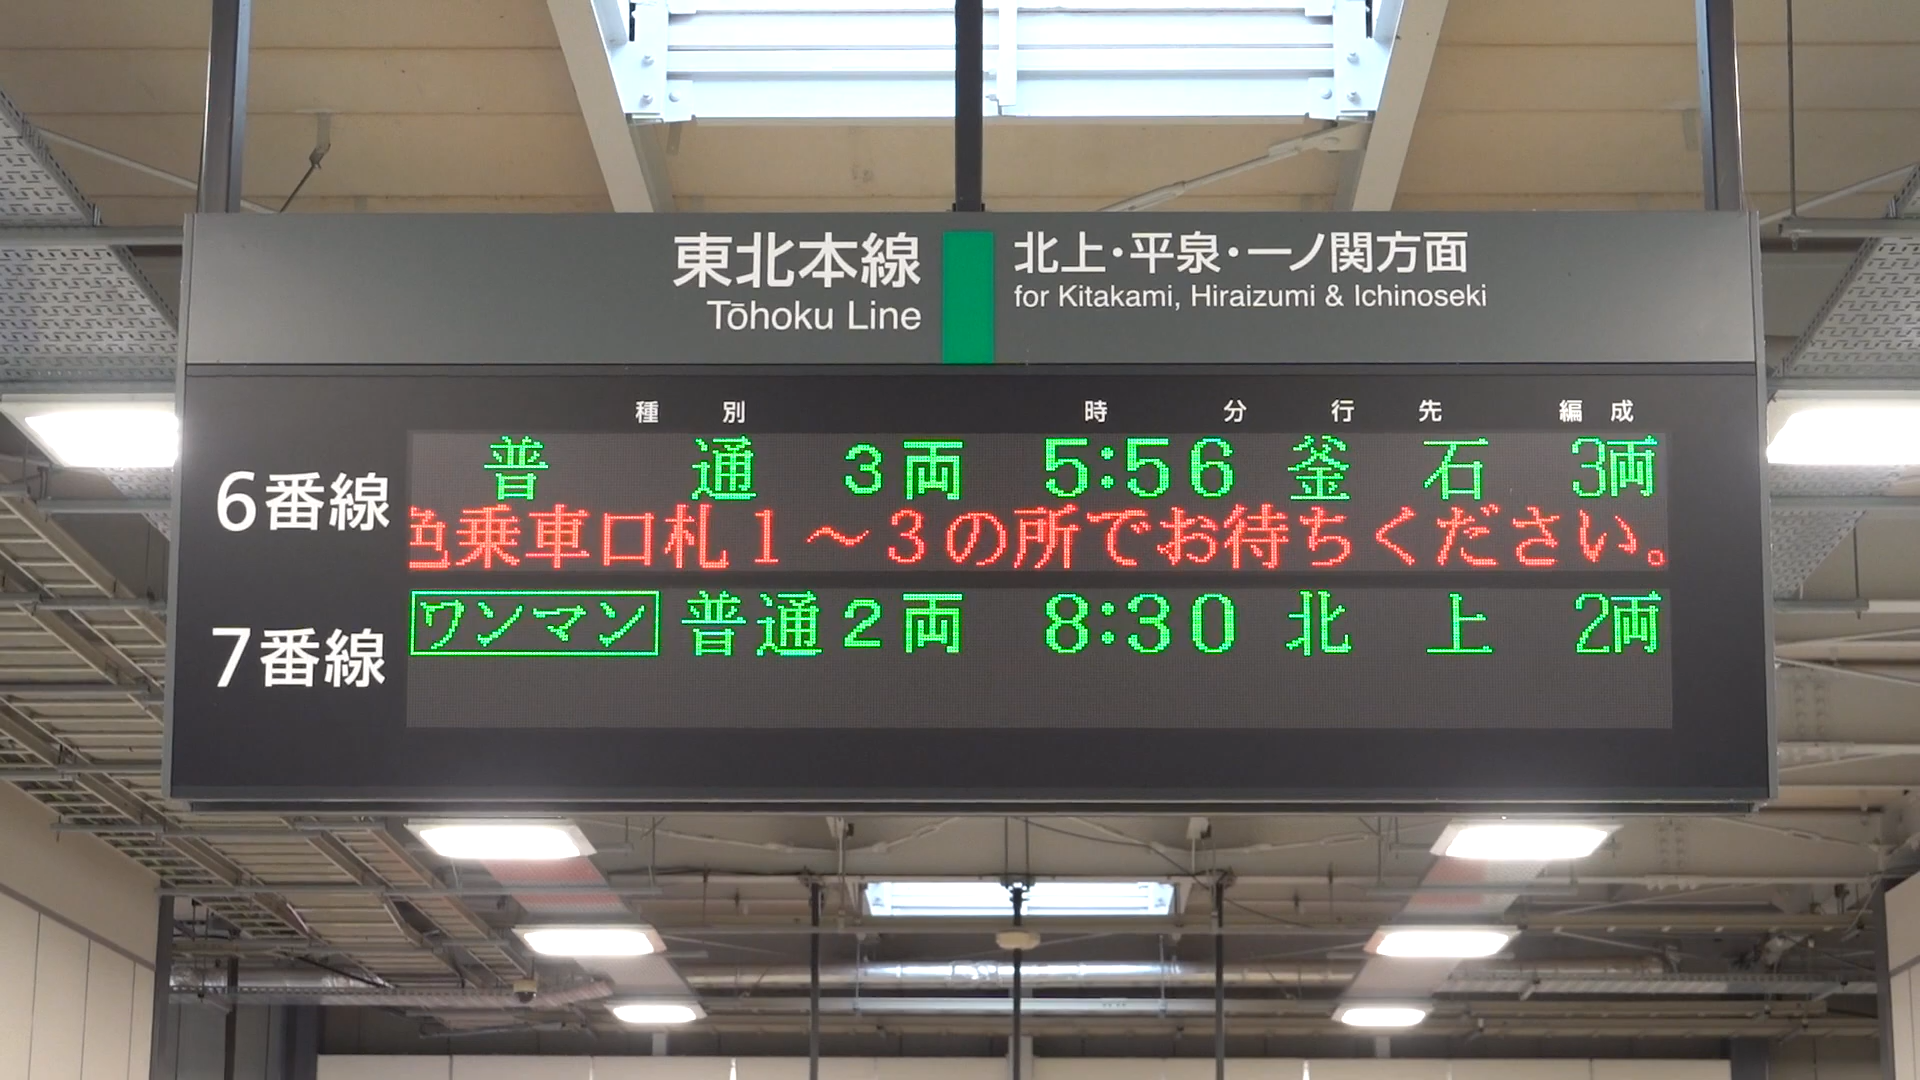 東北本線 北上・平泉・一ノ関方面
Tōhoku Line for Kitakami, Hiraizumi & Ichinoseki
種別 時分 行先 編成
6番線 普通 3両 5:56 釜石 3両
色乗車口札1～3の所でお待ちください。
7番線 ワンマン 普通 2両 8:30 北上 2両